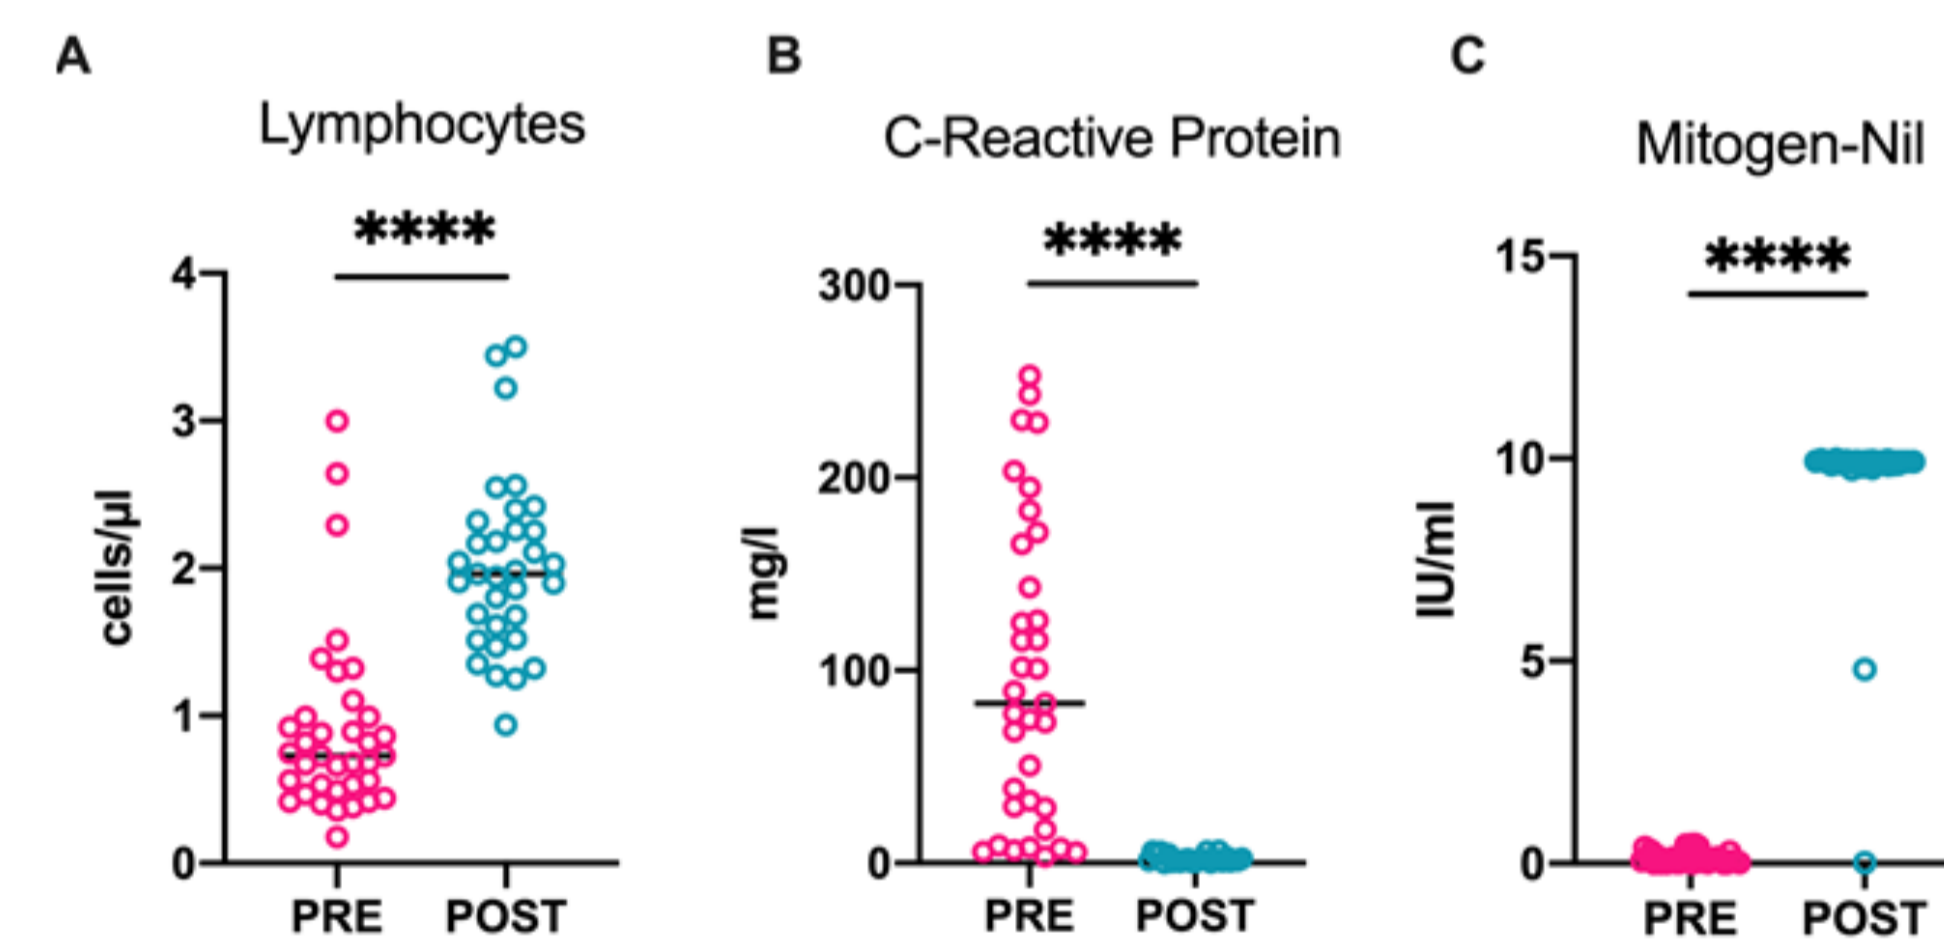 A
Lymphocytes
****
4
3
2
1
0
cells/µl
PRE POST
B
C-Reactive Protein
****
300
200
100
0
mg/l
PRE POST
C
Mitogen-Nil
****
15
10
5
0
IU/ml
PRE POST